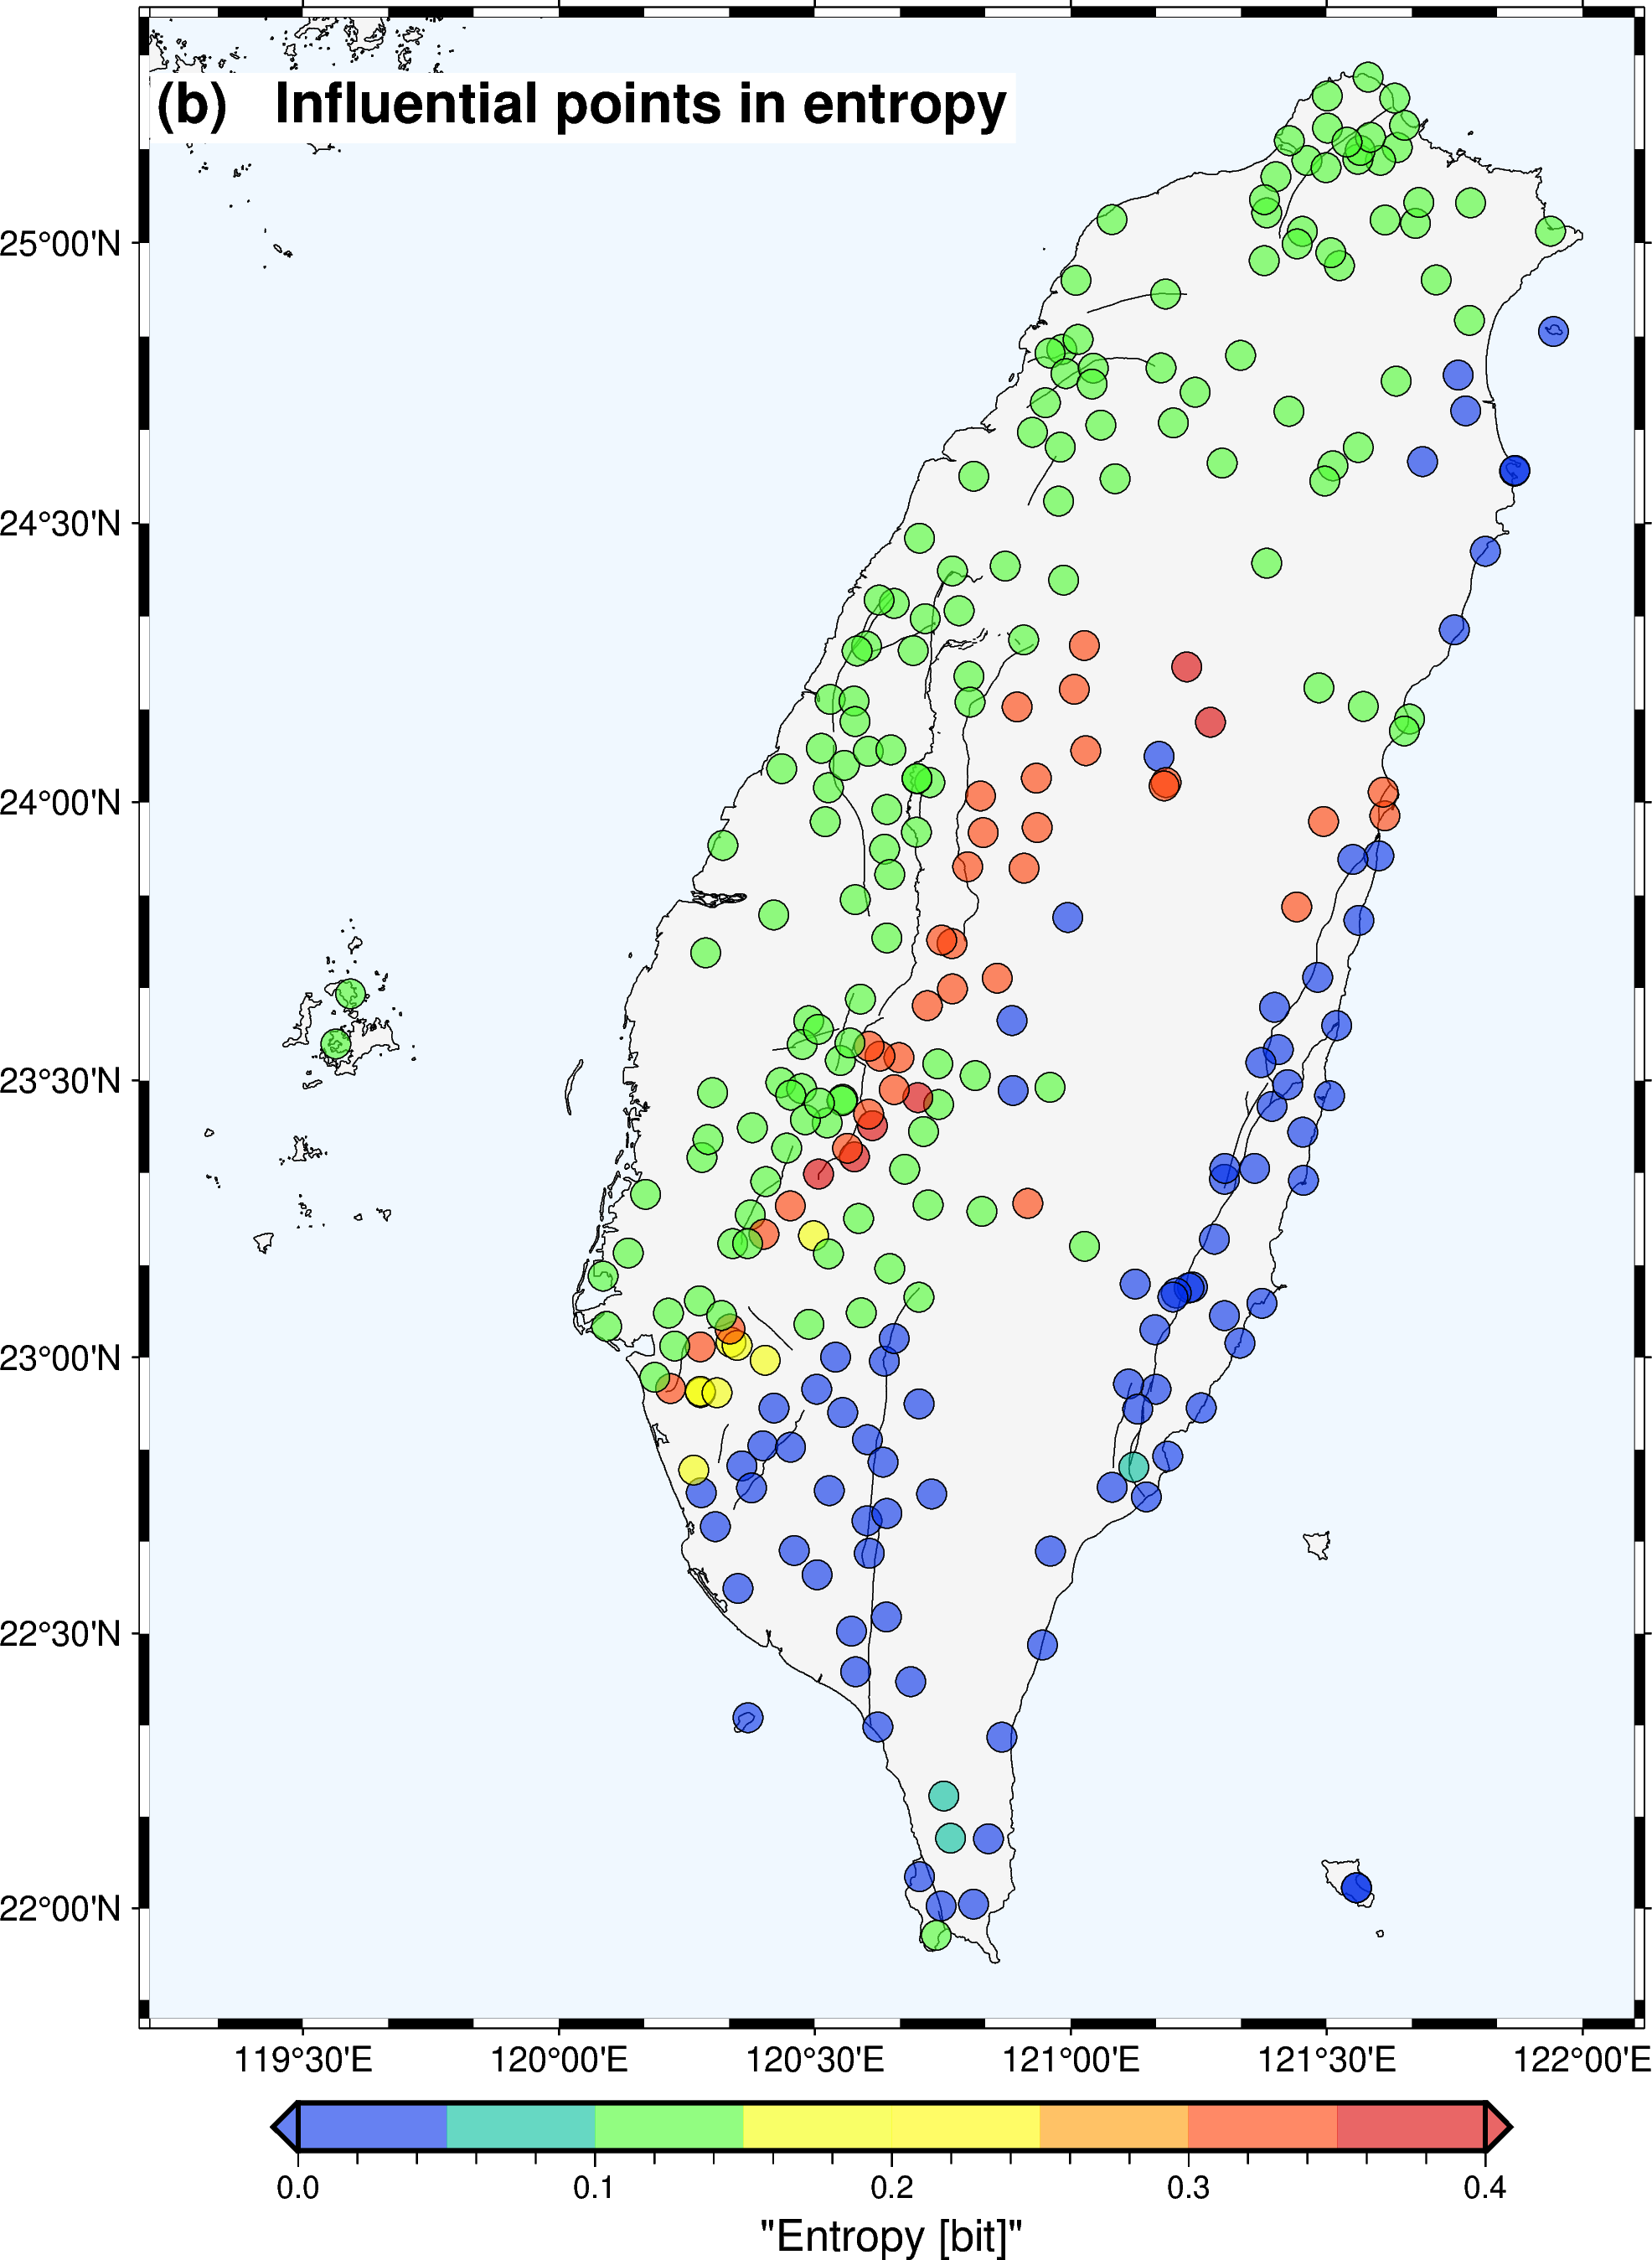 (b) Influential points in entropy
25°00'N
24°30'N
24°00'N
23°30'N
23°00'N
22°30'N
22°00'N
119°30'E 120°00'E 120°30'E 121°00'E 121°30'E 122°00'E
0.0 0.1 0.2 0.3 0.4
"Entropy [bit]"